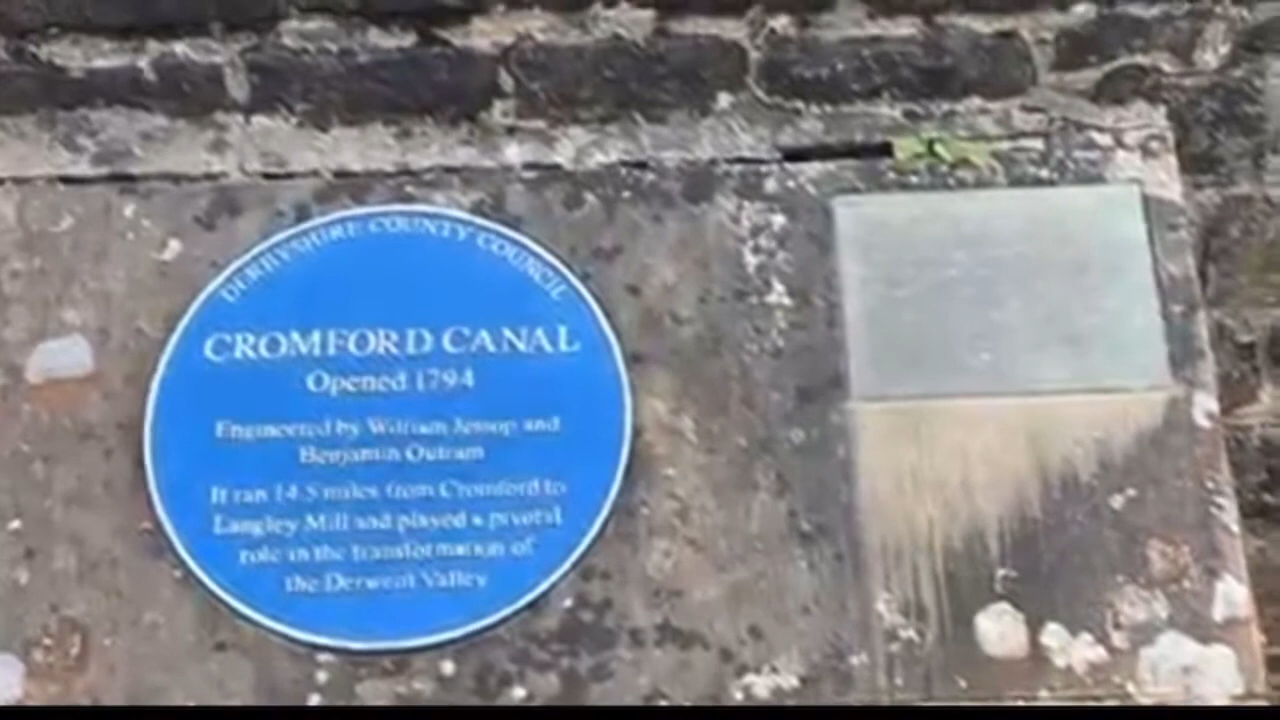 DERBYSHIRE COUNTY COUNCIL
CROMFORD CANAL
Opened 1794
Engineered by William Jessop and
Benjamin Outram
It ran 14.5 miles from Cromford to
Langley Mill and played a pivotal
role in the transformation of
the Derwent Valley